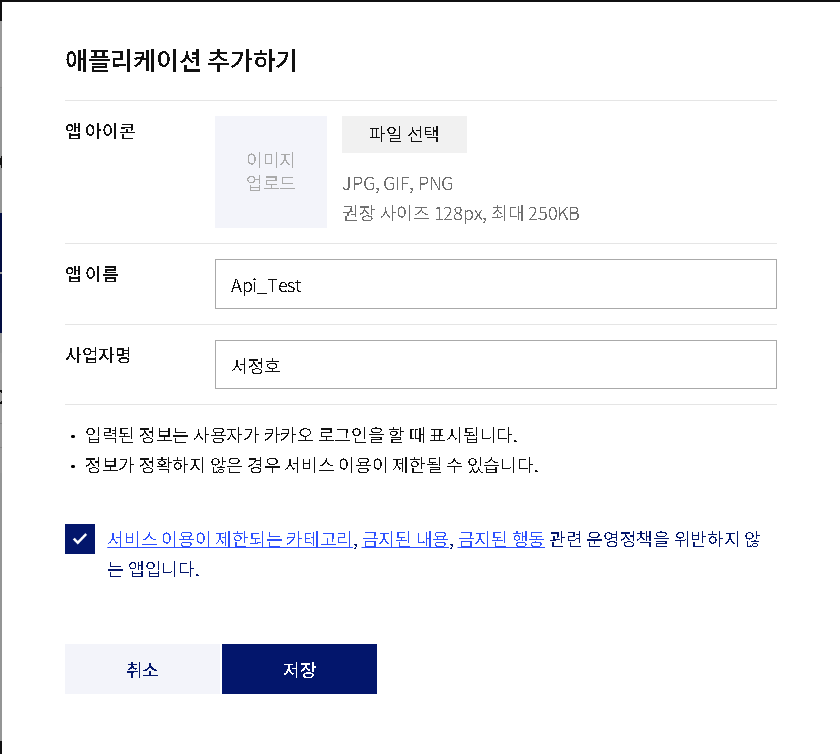 애플리케이션 추가하기
앱 아이콘
이미지
업로드
파일 선택
JPG, GIF, PNG
권장 사이즈 128px, 최대 250KB
앱 이름
Api_Test
사업자명
서정호
• 입력된 정보는 사용자가 카카오 로그인을 할 때 표시됩니다.
• 정보가 정확하지 않은 경우 서비스 이용이 제한될 수 있습니다.
서비스 이용이 제한되는 카테고리, 금지된 내용, 금지된 행동 관련 운영정책을 위반하지 않
는 앱입니다.
취소
저장